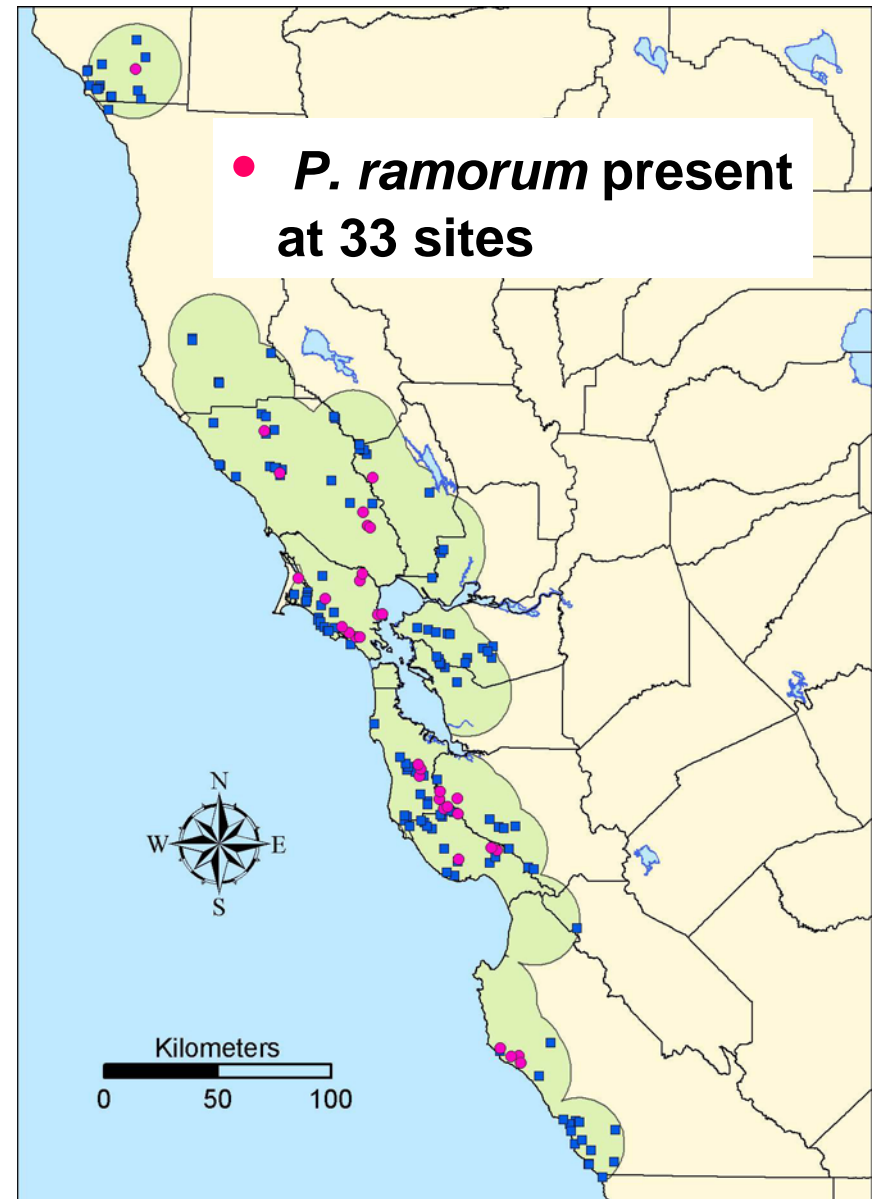 • P. ramorum present
at 33 sites
N
W E
S
Kilometers
0 50 100